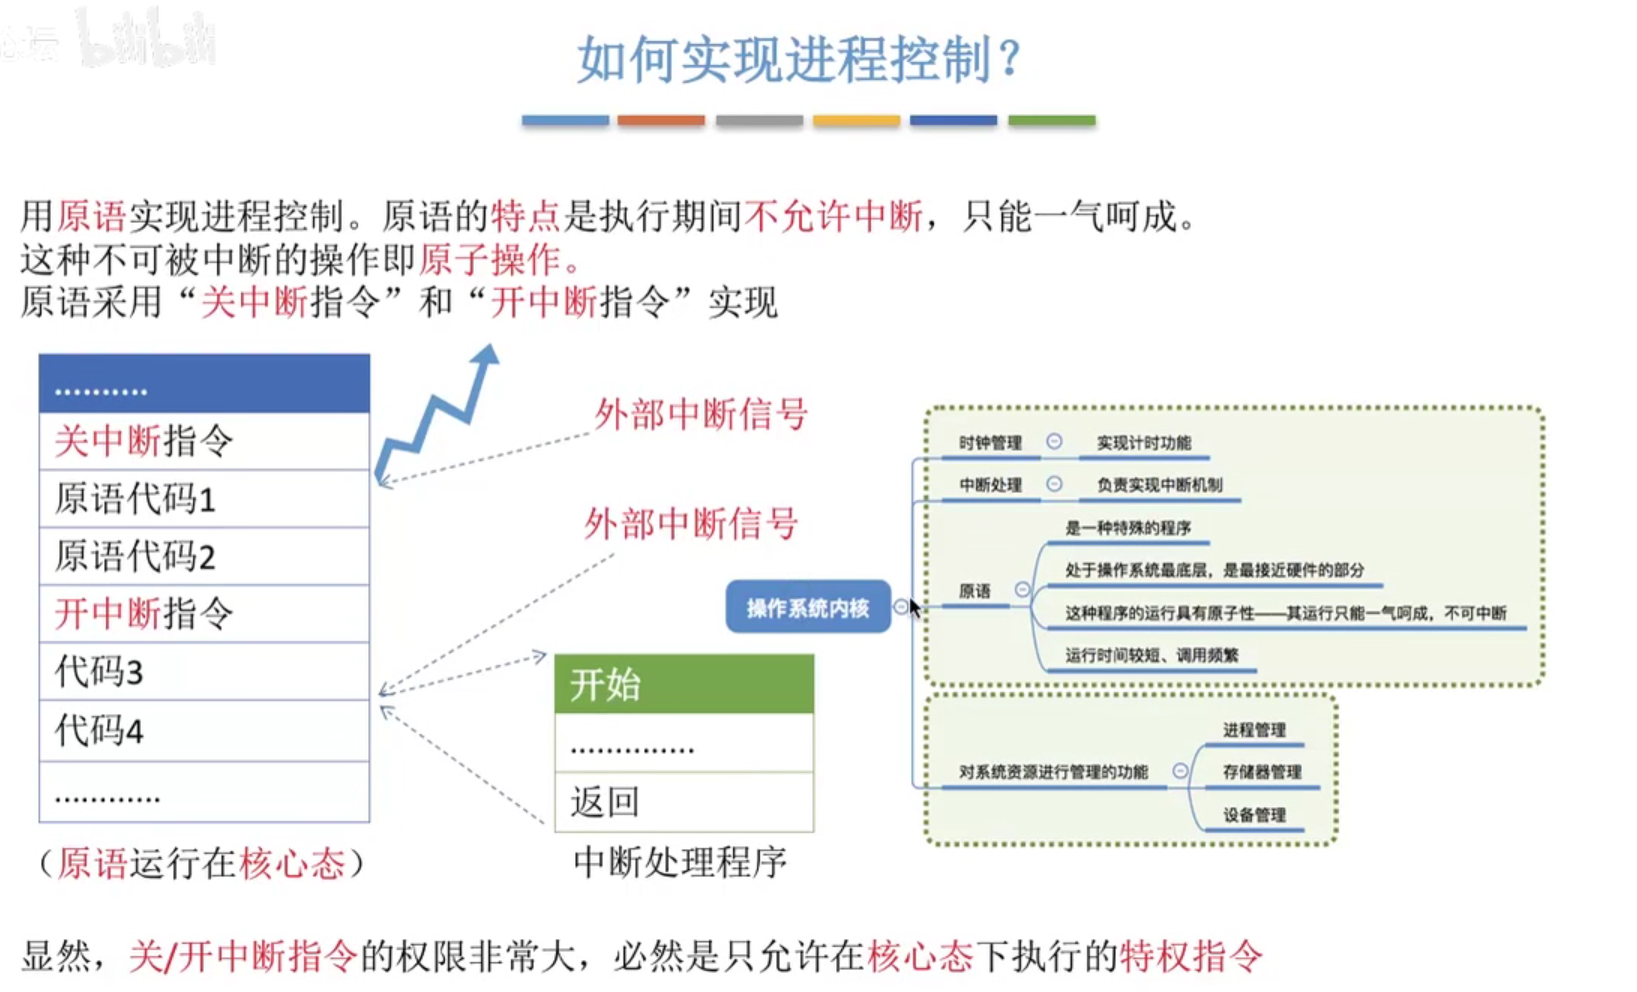 bilibili
如何实现进程控制？
用原语实现进程控制。原语的特点是执行期间不允许中断，只能一气呵成。
这种不可被中断的操作即原子操作。
原语采用“关中断指令”和“开中断指令”实现
..........
关中断指令
原语代码1
原语代码2
开中断指令
代码3
代码4
............
（原语运行在核心态）
外部中断信号
外部中断信号
开始
..............
返回
中断处理程序
操作系统内核
时钟管理
实现计时功能
中断处理
负责实现中断机制
原语
是一种特殊的程序
处于操作系统最底层，是最接近硬件的部分
这种程序的运行具有原子性——其运行只能一气呵成，不可中断
运行时间较短、调用频繁
对系统资源进行管理的功能
进程管理
存储器管理
设备管理
显然，关/开中断指令的权限非常大，必然是只允许在核心态下执行的特权指令